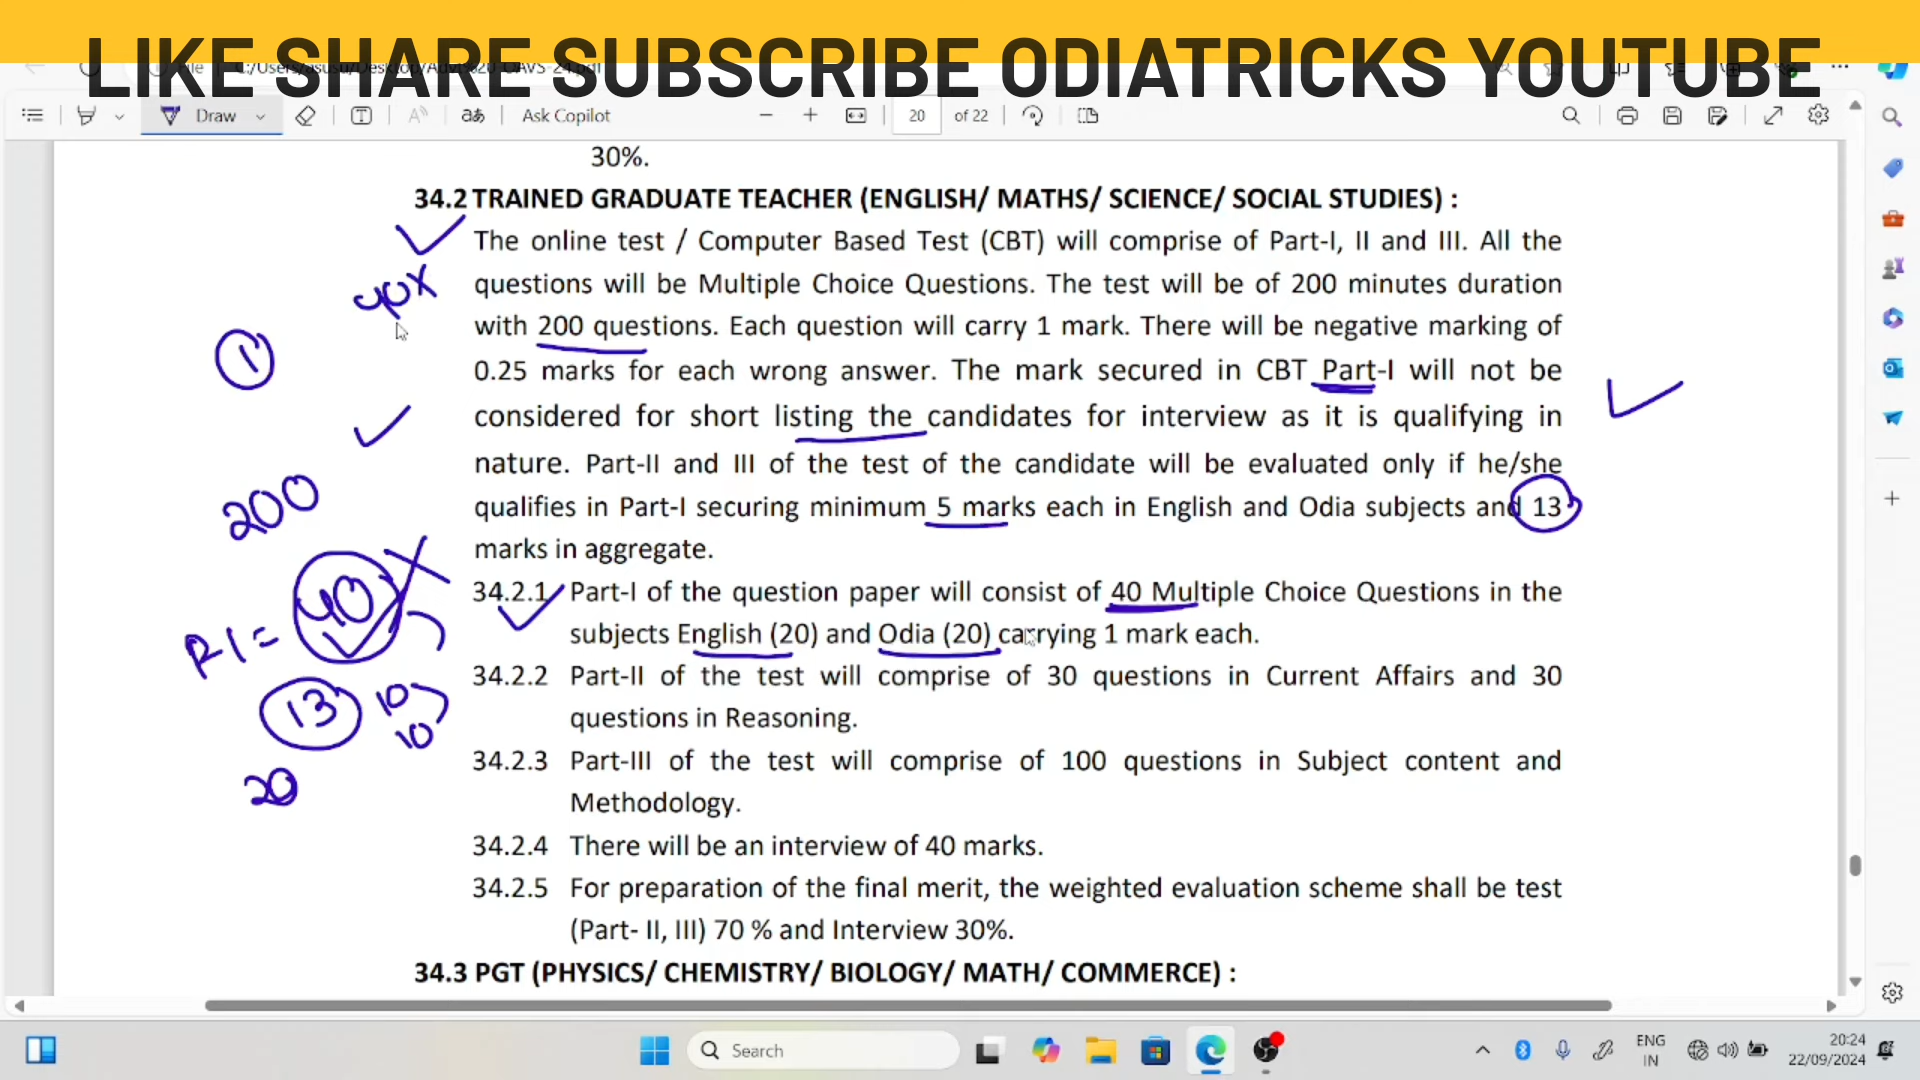 LIKE SHARE SUBSCRIBE ODIATRICKS YOUTUBE
Draw
aあ
Ask Copilot
20 of 22
30%.
34.2 TRAINED GRADUATE TEACHER (ENGLISH/ MATHS/ SCIENCE/ SOCIAL STUDIES) :
The online test / Computer Based Test (CBT) will comprise of Part-I, II and III. All the
questions will be Multiple Choice Questions. The test will be of 200 minutes duration
with 200 questions. Each question will carry 1 mark. There will be negative marking of
0.25 marks for each wrong answer. The mark secured in CBT Part-I will not be
considered for short listing the candidates for interview as it is qualifying in
nature. Part-II and III of the test of the candidate will be evaluated only if he/she
qualifies in Part-I securing minimum 5 marks each in English and Odia subjects and 13
marks in aggregate.
34.2.1 Part-I of the question paper will consist of 40 Multiple Choice Questions in the
subjects English (20) and Odia (20) carrying 1 mark each.
34.2.2 Part-II of the test will comprise of 30 questions in Current Affairs and 30
questions in Reasoning.
34.2.3 Part-III of the test will comprise of 100 questions in Subject content and
Methodology.
34.2.4 There will be an interview of 40 marks.
34.2.5 For preparation of the final merit, the weighted evaluation scheme shall be test
(Part- II, III) 70 % and Interview 30%.
34.3 PGT (PHYSICS/ CHEMISTRY/ BIOLOGY/ MATH/ COMMERCE) :
40X
1
200
40
13
10
10
20
Search
ENG
IN
20:24
22/09/2024